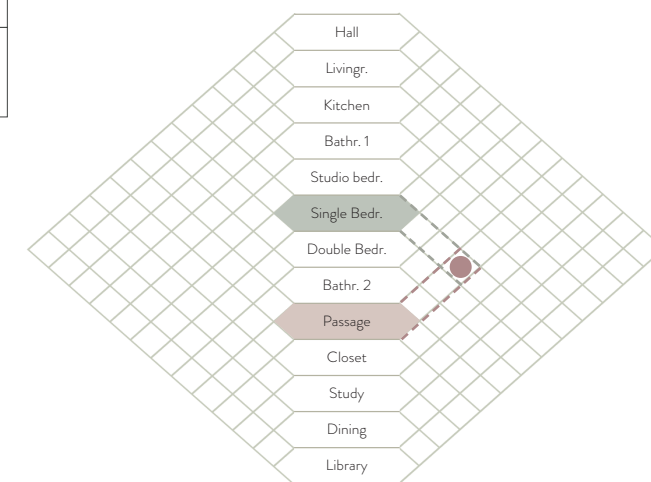 Hall
Livingr.
Kitchen
Bathr. 1
Studio bedr.
Single Bedr.
Double Bedr.
Bathr. 2
Passage
Closet
Study
Dining
Library